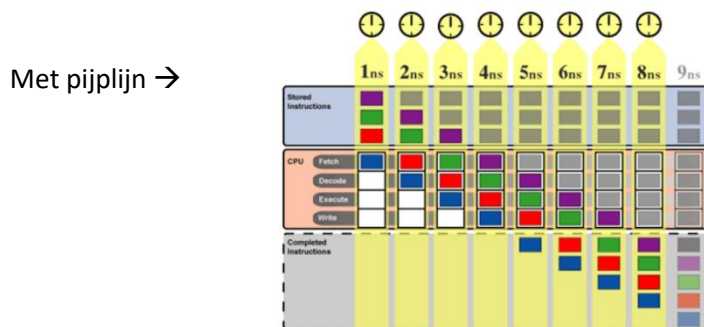 Met pijplijn →
1ns 2ns 3ns 4ns 5ns 6ns 7ns 8ns 9ns
Stored
Instructions
CPU Fetch
Decode
Execute
Write
Completed
Instructions